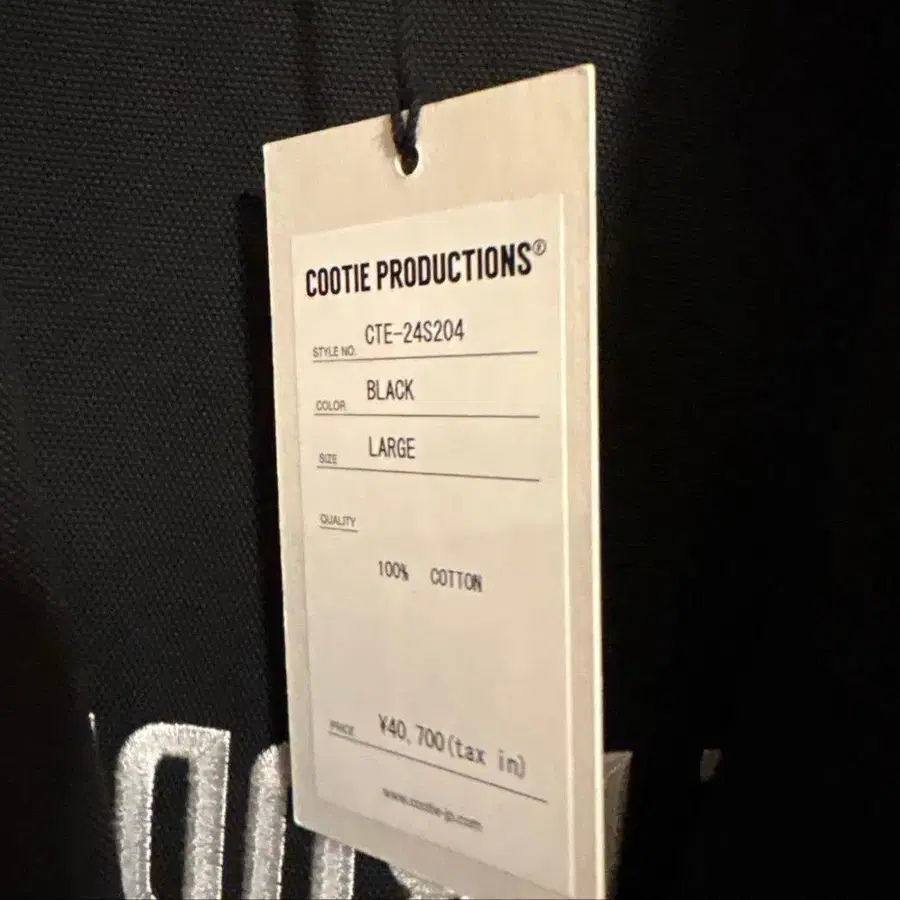 COOTIE PRODUCTIONS®
STYLE NO. CTE-24S204
COLOR BLACK
SIZE LARGE
QUALITY
100% COTTON
PRICE ¥40,700(tax in)
www.cootie-jp.com